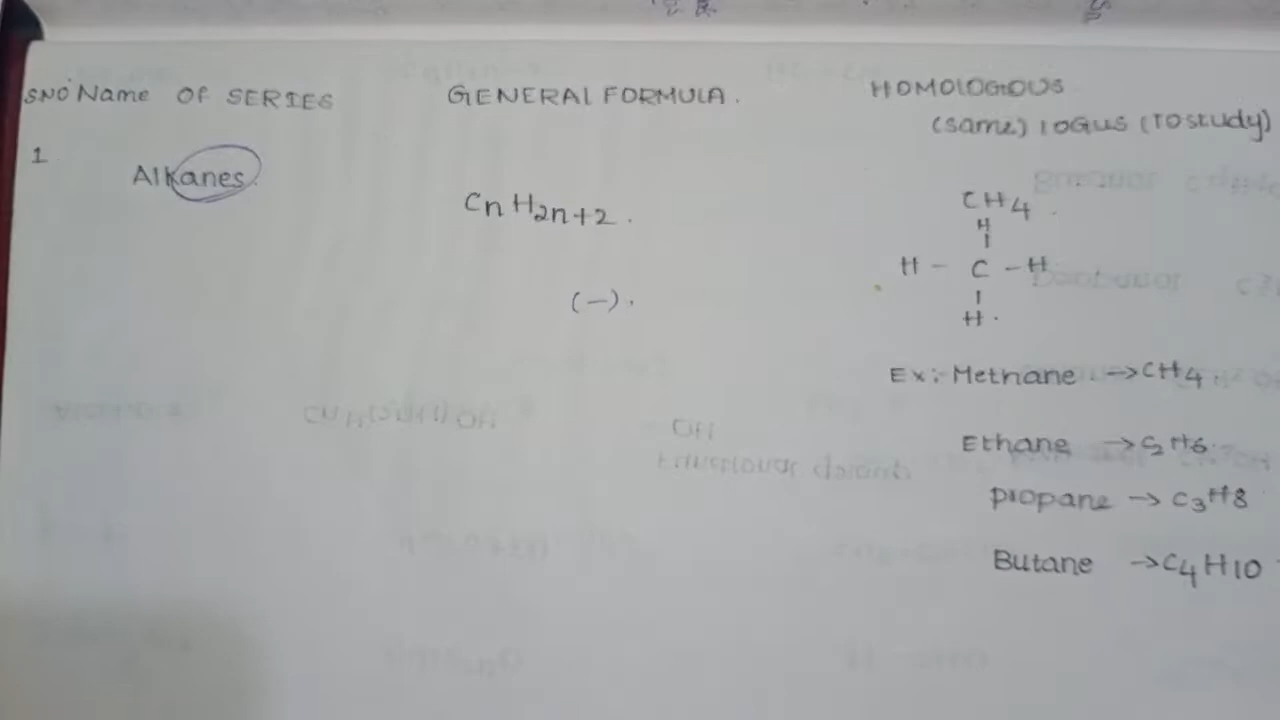 SNO Name OF SERIES GENERAL FORMULA. HOMOLOGOUS
(same) logus (To study)
1 Alkanes.
CnH2n+2.
CH4.
H
|
H - C - H
|
H.
(-).
Ex: Methane. → CH4.
Ethane → C2H6.
propane → C3H8
Butane → C4H10